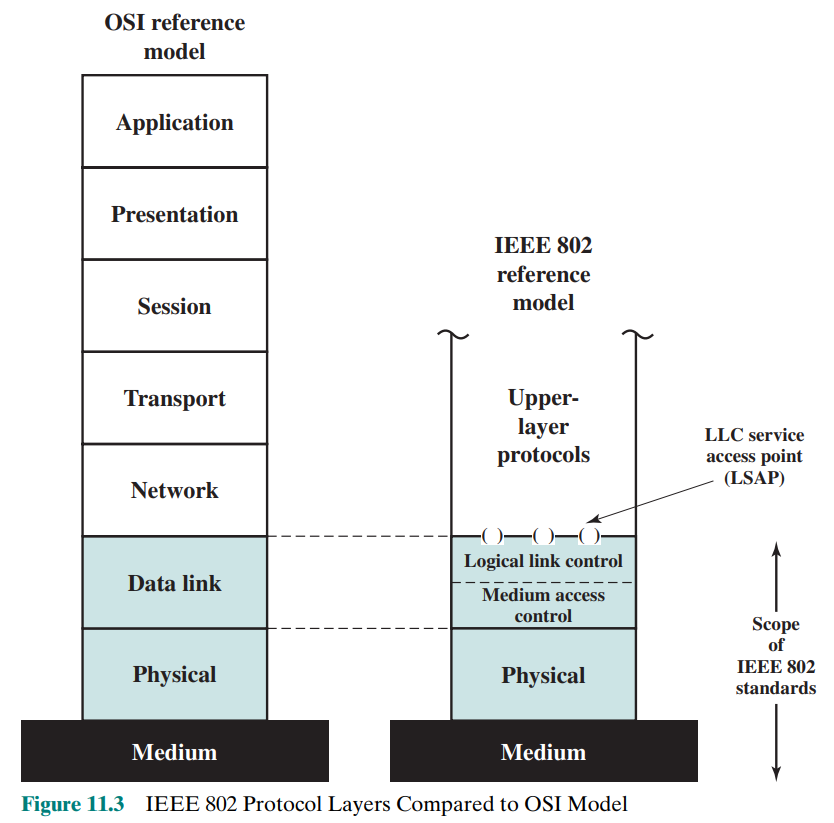 OSI reference
model
Application
Presentation
Session
Transport
Network
Data link
Physical
Medium
IEEE 802
reference
model
Upper-
layer
protocols
LLC service
access point
(LSAP)
Logical link control
Medium access
control
Physical
Medium
Scope
of
IEEE 802
standards
Figure 11.3 IEEE 802 Protocol Layers Compared to OSI Model